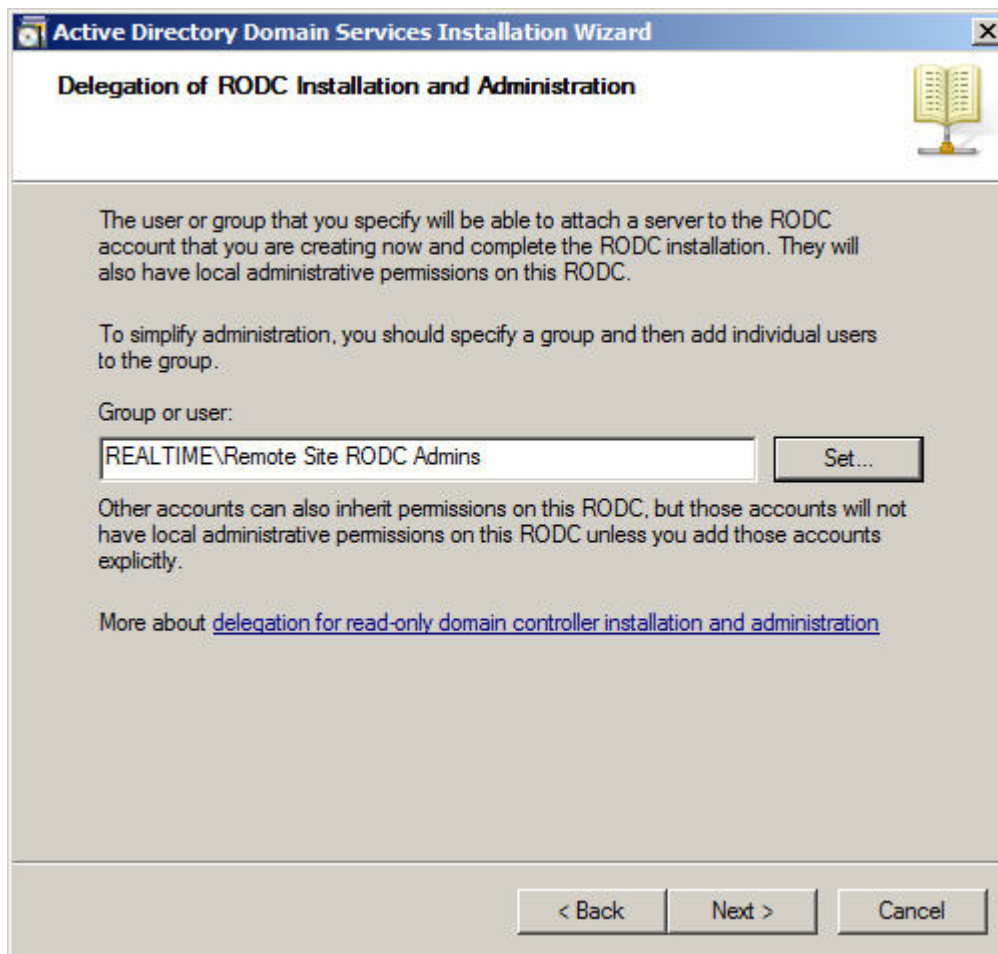 Active Directory Domain Services Installation Wizard
Delegation of RODC Installation and Administration
The user or group that you specify will be able to attach a server to the RODC
account that you are creating now and complete the RODC installation. They will
also have local administrative permissions on this RODC.
To simplify administration, you should specify a group and then add individual users
to the group.
Group or user:
REALTIME\Remote Site RODC Admins
Set...
Other accounts can also inherit permissions on this RODC, but those accounts will not
have local administrative permissions on this RODC unless you add those accounts
explicitly.
More about delegation for read-only domain controller installation and administration
< Back
Next >
Cancel